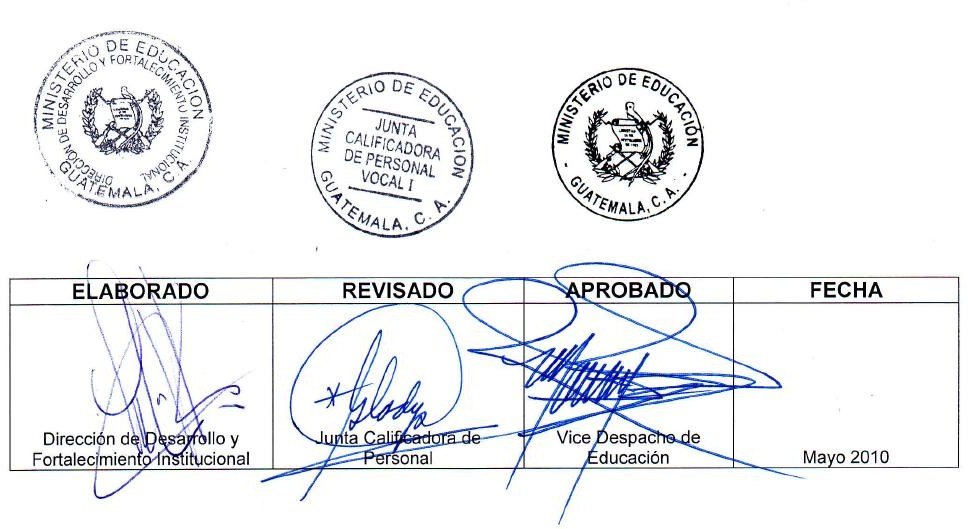 MINISTERIO DE EDUCACION
DIRECCIÓN DE DESARROLLO Y FORTALECIMIENTO INSTITUCIONAL
GUATEMALA, C.A.
MINISTERIO DE EDUCACION
JUNTA
CALIFICADORA
DE PERSONAL
VOCAL I
GUATEMALA, C. A.
MINISTERIO DE EDUCACIÓN
GUATEMALA, C.A.
ELABORADO REVISADO APROBADO FECHA
Gladys
Dirección de Desarrollo y Junta Calificadora de Vice Despacho de
Fortalecimiento Institucional Personal Educación Mayo 2010